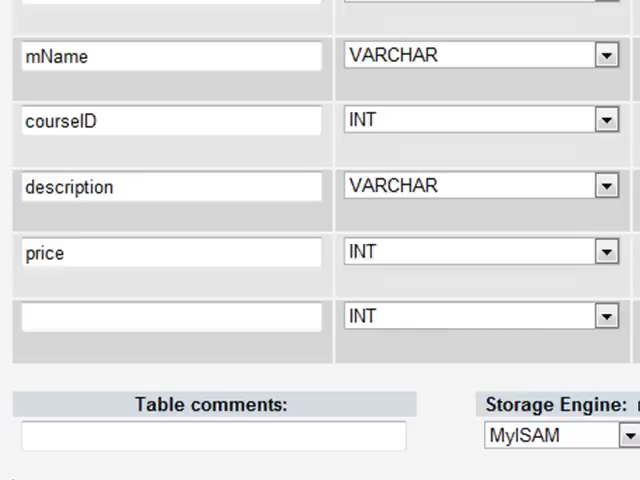 mName VARCHAR
courseID INT
description VARCHAR
price INT
INT
Table comments: Storage Engine:
MyISAM